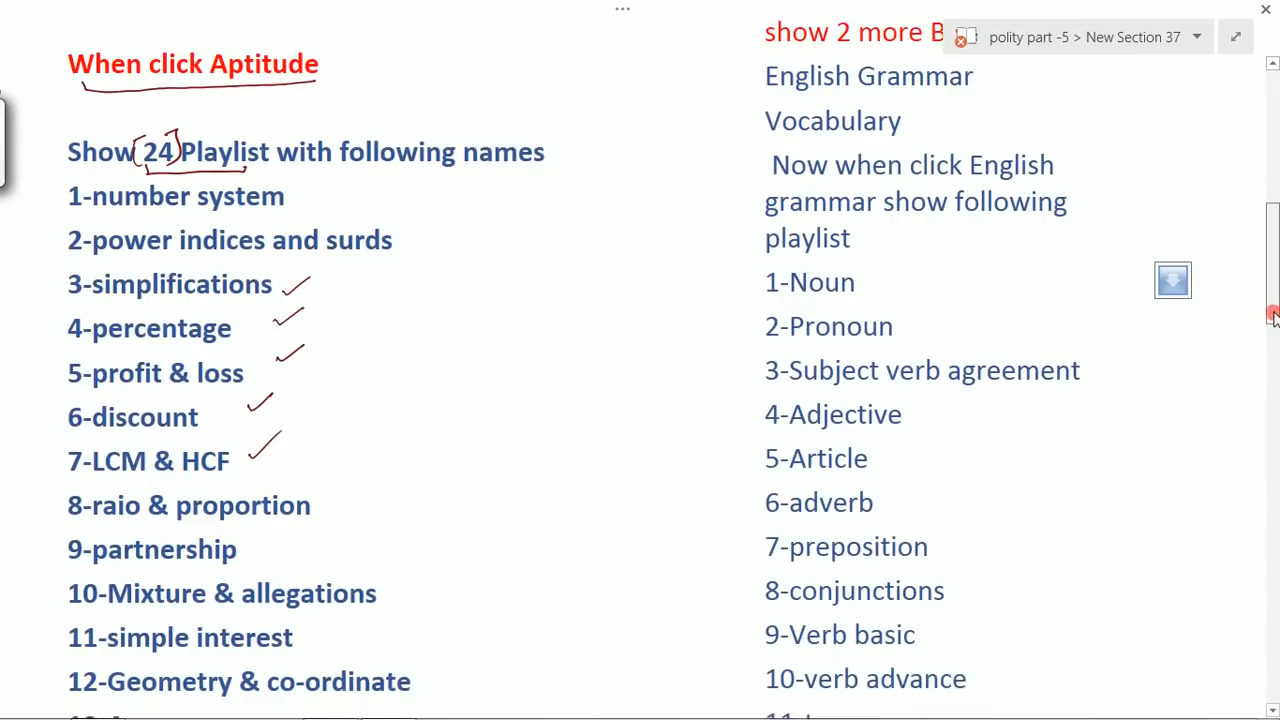 When click Aptitude
Show 24 Playlist with following names
1-number system
2-power indices and surds
3-simplifications
4-percentage
5-profit & loss
6-discount
7-LCM & HCF
8-raio & proportion
9-partnership
10-Mixture & allegations
11-simple interest
12-Geometry & co-ordinate
show 2 more B
polity part -5 > New Section 37
English Grammar
Vocabulary
Now when click English
grammar show following
playlist
1-Noun
2-Pronoun
3-Subject verb agreement
4-Adjective
5-Article
6-adverb
7-preposition
8-conjunctions
9-Verb basic
10-verb advance